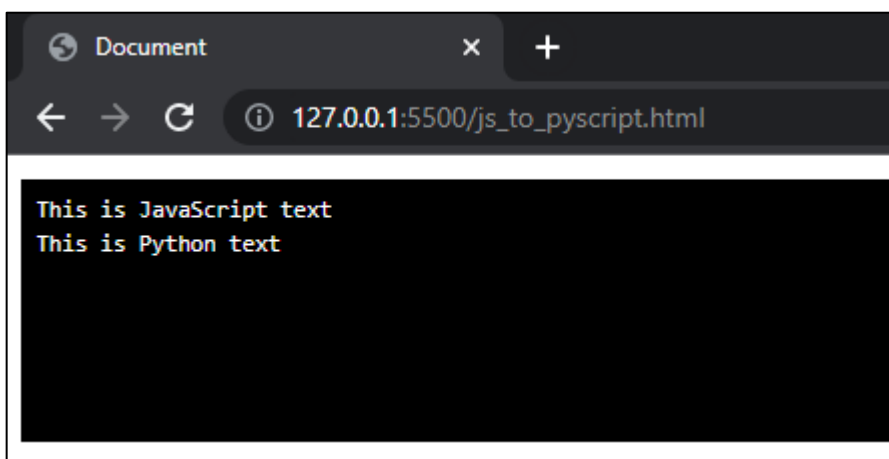 Document
127.0.0.1:5500/js_to_pyscript.html
This is JavaScript text
This is Python text